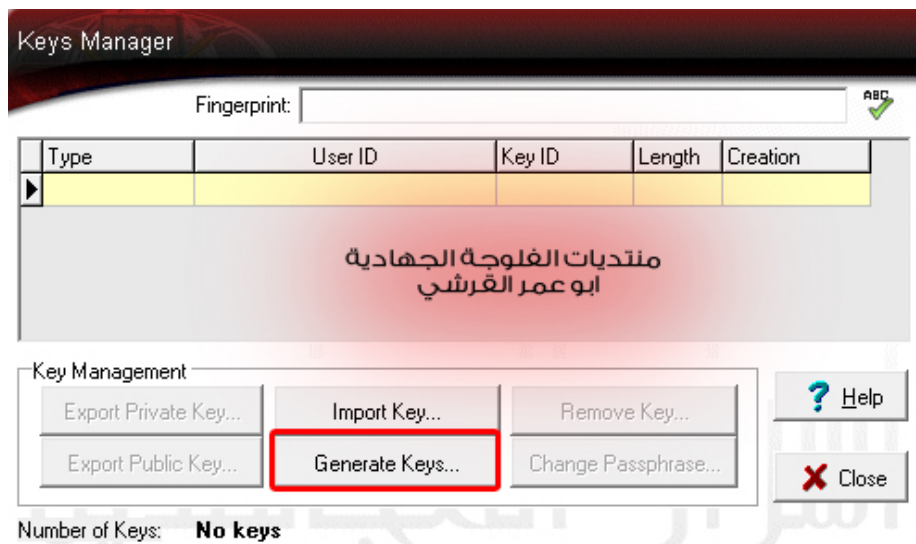 Keys Manager
Fingerprint:
ABC
Type User ID Key ID Length Creation
منتديات الفلوجة الجهادية
ابو عمر القرشي
Key Management
Export Private Key... Import Key... Remove Key... Help
Export Public Key... Generate Keys... Change Passphrase... Close
Number of Keys: No keys